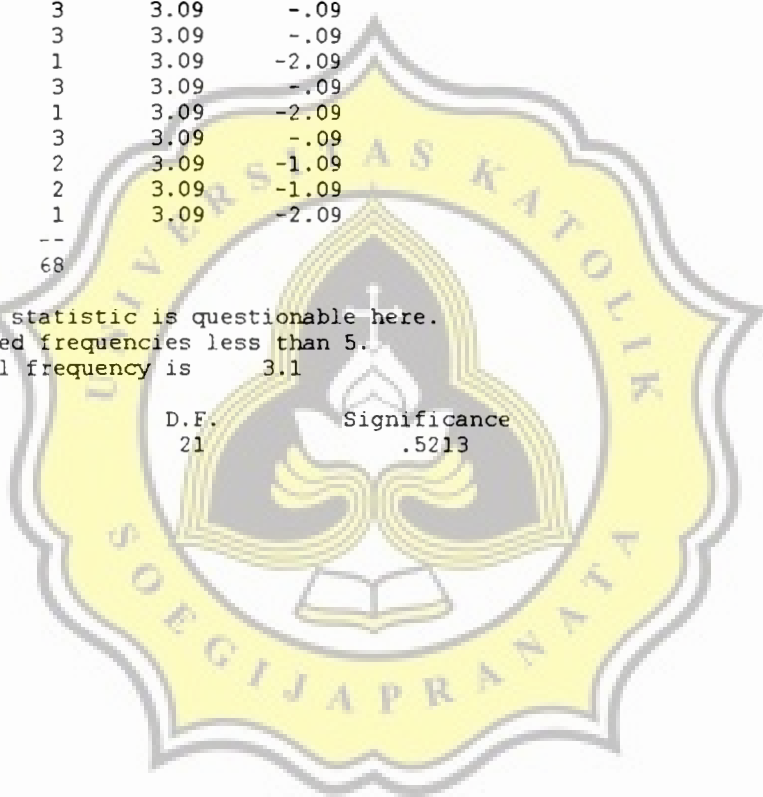 3 3.09 -.09
3 3.09 -.09
1 3.09 -2.09
3 3.09 -.09
1 3.09 -2.09
3 3.09 -.09
2 3.09 -1.09
2 3.09 -1.09
1 3.09 -2.09
--
68
statistic is questionable here.
ed frequencies less than 5.
l frequency is 3.1
D.F. Significance
21 .5213
UNIVERSITAS KATOLIK
SOEGIJAPRANATA